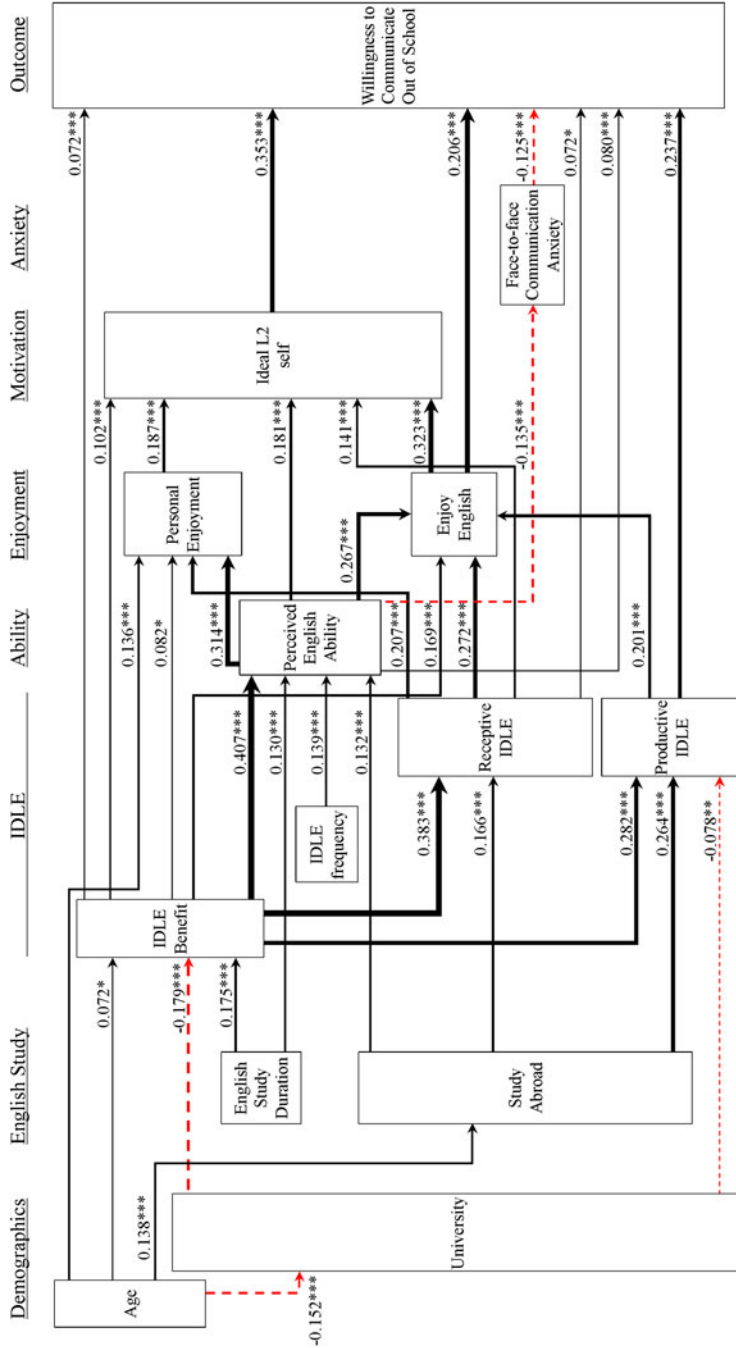 Demographics
English Study
IDLE
Ability
Enjoyment
Motivation
Anxiety
Outcome
Age
University
-0.152***
0.138***
0.072*
-0.179***
0.175***
English
Study
Duration
Study
Abroad
IDLE
Benefit
IDLE
frequency
0.407***
0.130***
0.139***
0.132***
0.383***
0.166***
0.282***
0.264***
-0.078**
Receptive
IDLE
Productive
IDLE
0.136***
0.082*
0.314***
Perceived
English
Ability
0.207***
0.169***
0.272***
0.201***
0.267***
Personal
Enjoyment
Enjoy
English
0.102***
0.187***
0.181***
0.141***
0.323***
-0.135***
Ideal L2
self
Face-to-face
Communication
Anxiety
0.072***
0.353***
0.206***
-0.125***
0.072*
0.080***
0.237***
Willingness to
Communicate
Out of School